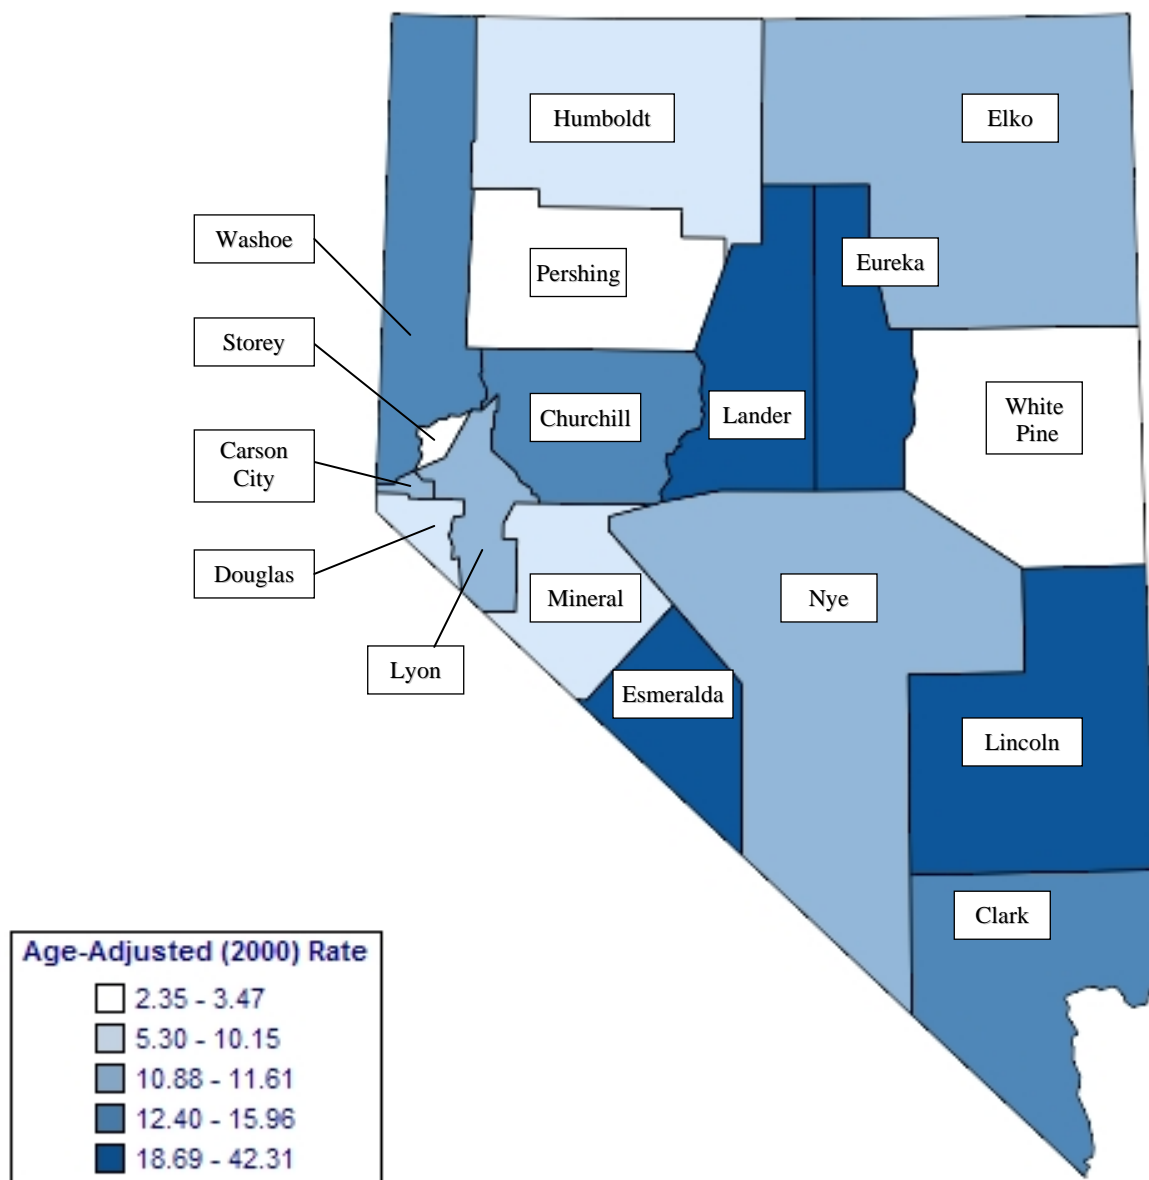 Humboldt
Elko
Washoe
Eureka
Pershing
Storey
Churchill
Lander
White
Pine
Carson
City
Douglas
Mineral
Nye
Lyon
Esmeralda
Lincoln
Clark
Age-Adjusted (2000) Rate
2.35 - 3.47
5.30 - 10.15
10.88 - 11.61
12.40 - 15.96
18.69 - 42.31